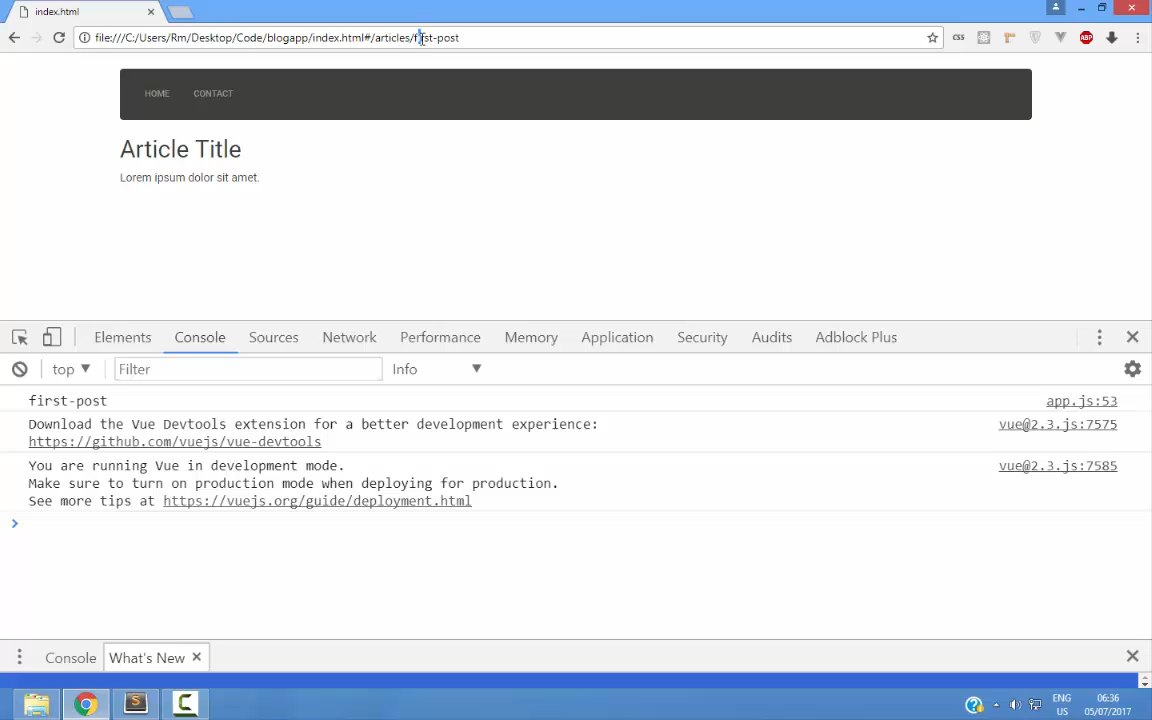 index.html
file:///C:/Users/Rm/Desktop/Code/blogapp/index.html#/articles/first-post
CSS
ABP
HOME CONTACT
Article Title
Lorem ipsum dolor sit amet.
Elements Console Sources Network Performance Memory Application Security Audits Adblock Plus
top ▼ Filter Info ▼
first-post app.js:53
Download the Vue Devtools extension for a better development experience: vue@2.3.js:7575
https://github.com/vuejs/vue-devtools
You are running Vue in development mode. vue@2.3.js:7585
Make sure to turn on production mode when deploying for production.
See more tips at https://vuejs.org/guide/deployment.html
Console What's New
ENG 06:36
US 05/07/2017